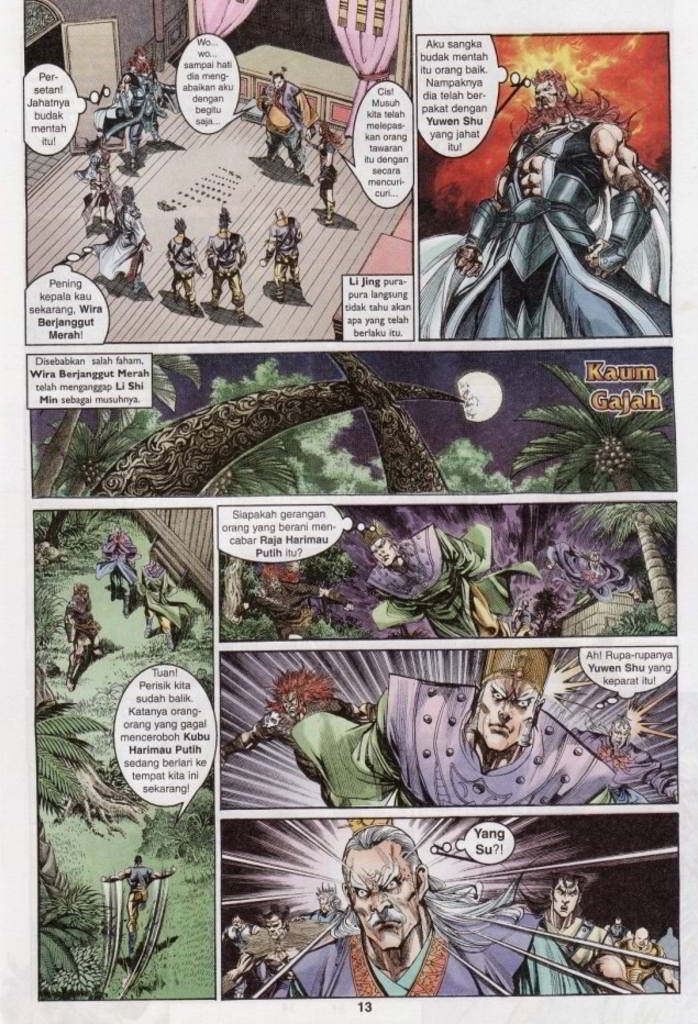 Per-
setan!
Jahatnya
budak
mentah
itu!
Wo...
wo...
sampai hati
dia meng-
abaikan aku
dengan
begitu
saja...
Cis!
Musuh
kita telah
melepas-
kan orang
tawaran
itu dengan
secara
mencuri-
curi...
Pening
kepala kau
sekarang, Wira
Berjanggut
Merah!
Li Jing pura-
pura langsung
tidak tahu akan
apa yang telah
berlaku itu.
Aku sangka
budak mentah
itu orang baik.
Nampaknya
dia telah ber-
pakat dengan
Yuwen Shu
yang jahat
itu!
Disebabkan salah faham,
Wira Berjanggut Merah
telah menganggap Li Shi
Min sebagai musuhnya.
Kaum
Gajah
Tuan!
Perisik kita
sudah balik.
Katanya orang-
orang yang gagal
menceroboh Kubu
Harimau Putih
sedang berlari ke
tempat kita ini
sekarang!
Siapakah gerangan
orang yang berani men-
cabar Raja Harimau
Putih itu?
Ah! Rupa-rupanya
Yuwen Shu yang
keparat itu!
Yang
Su?!
13